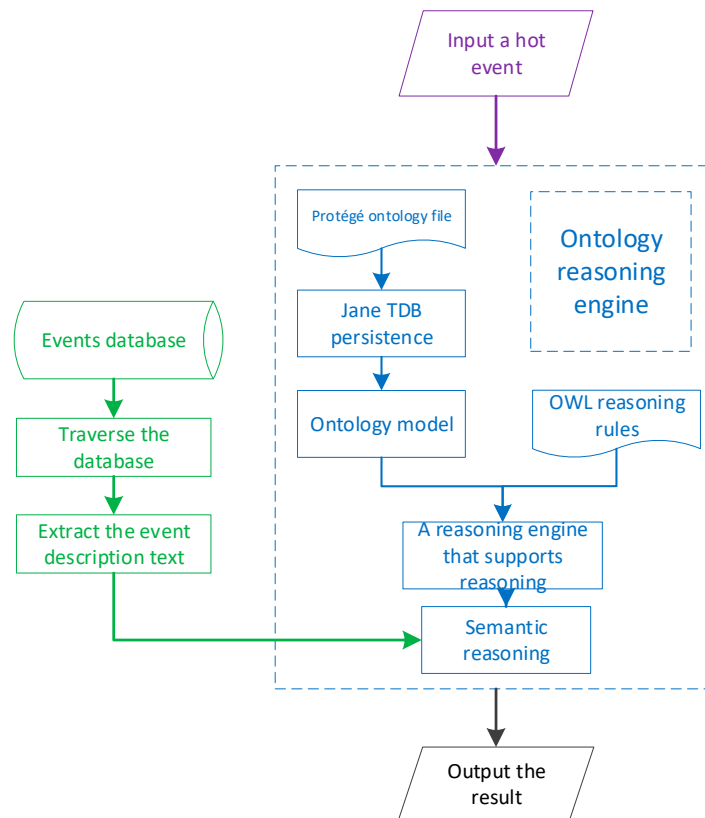 Input a hot
event
Protégé ontology file
Ontology
reasoning
engine
Jane TDB
persistence
Events database
Ontology model
OWL reasoning
rules
Traverse the
database
Extract the event
description text
A reasoning engine
that supports
reasoning
Semantic
reasoning
Output the
result